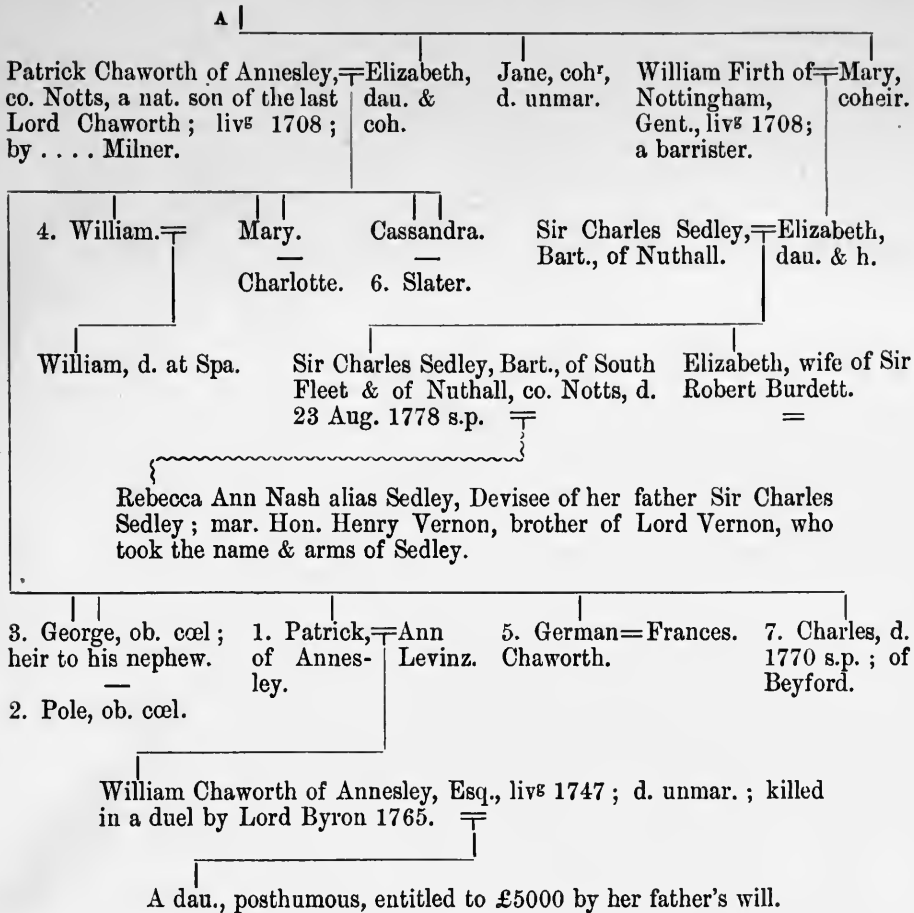 A
Patrick Chaworth of Annesley,
co. Notts, a nat. son of the last
Lord Chaworth ; livg 1708 ;
by . . . . Milner.
Elizabeth,
dau. &
coh.
Jane, cohr,
d. unmar.
William Firth of
Nottingham,
Gent., livg 1708;
a barrister.
Mary,
coheir.
4. William.
Mary.
—
Charlotte.
Cassandra.
—
6. Slater.
Sir Charles Sedley,
Bart., of Nuthall.
Elizabeth,
dau. & h.
William, d. at Spa.
Sir Charles Sedley, Bart., of South
Fleet & of Nuthall, co. Notts, d.
23 Aug. 1778 s.p.
Elizabeth, wife of Sir
Robert Burdett.
=
Rebecca Ann Nash alias Sedley, Devisee of her father Sir Charles
Sedley ; mar. Hon. Henry Vernon, brother of Lord Vernon, who
took the name & arms of Sedley.
3. George, ob. cœl ;
heir to his nephew.
—
2. Pole, ob. cœl.
1. Patrick,
of Annes-
ley.
Ann
Levinz.
5. German=Frances.
Chaworth.
7. Charles, d.
1770 s.p. ; of
Beyford.
William Chaworth of Annesley, Esq., livg 1747 ; d. unmar. ; killed
in a duel by Lord Byron 1765.
A dau., posthumous, entitled to £5000 by her father's will.